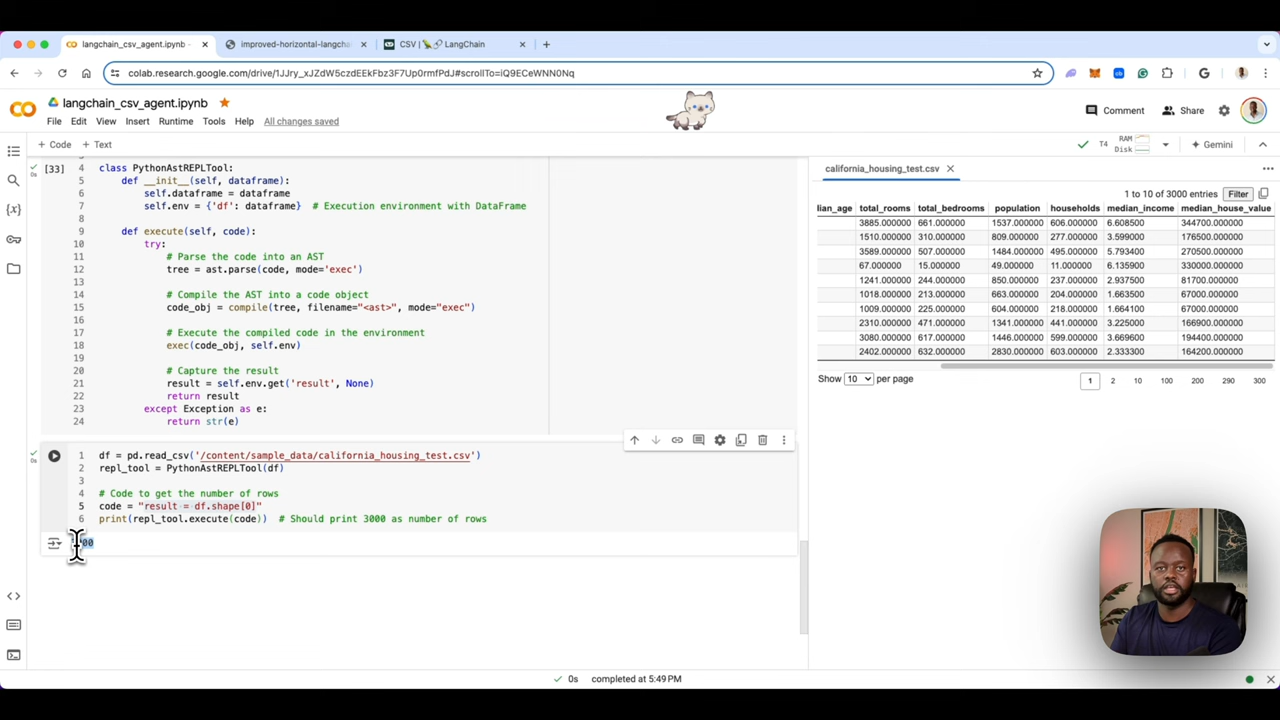 langchain_csv_agent.ipynb -
improved-horizontal-langcha
CSV | 🦜🔗 LangChain
colab.research.google.com/drive/1JJry_xJZdW5czdEEkFbz3F7Up0rmfPdJ#scrollTo=iQ9ECeWNN0Nq
langchain_csv_agent.ipynb
Comment
Share
File Edit View Insert Runtime Tools Help All changes saved
+ Code + Text
T4 RAM Disk
Gemini
[33]
0s
4 class PythonAstREPLTool:
5 def __init__(self, dataframe):
6 self.dataframe = dataframe
7 self.env = {'df': dataframe} # Execution environment with DataFrame
8
9 def execute(self, code):
10 try:
11 # Parse the code into an AST
12 tree = ast.parse(code, mode='exec')
13
14 # Compile the AST into a code object
15 code_obj = compile(tree, filename="<ast>", mode="exec")
16
17 # Execute the compiled code in the environment
18 exec(code_obj, self.env)
19
20 # Capture the result
21 result = self.env.get('result', None)
22 return result
23 except Exception as e:
24 return str(e)
0s
1 df = pd.read_csv('/content/sample_data/california_housing_test.csv')
2 repl_tool = PythonAstREPLTool(df)
3
4 # Code to get the number of rows
5 code = "result = df.shape[0]"
6 print(repl_tool.execute(code)) # Should print 3000 as number of rows
00
california_housing_test.csv
1 to 10 of 3000 entries Filter
lian_age total_rooms total_bedrooms population households median_income median_house_value
3885.000000 661.000000 1537.000000 606.000000 6.608500 344700.000000
1510.000000 310.000000 809.000000 277.000000 3.599000 176500.000000
3589.000000 507.000000 1484.000000 495.000000 5.793400 270500.000000
67.000000 15.000000 49.000000 11.000000 6.135900 330000.000000
1241.000000 244.000000 850.000000 237.000000 2.937500 81700.000000
1018.000000 213.000000 663.000000 204.000000 1.663500 67000.000000
1009.000000 225.000000 604.000000 218.000000 1.664100 67000.000000
2310.000000 471.000000 1341.000000 441.000000 3.225000 166900.000000
3080.000000 617.000000 1446.000000 599.000000 3.669600 194400.000000
2402.000000 632.000000 2830.000000 603.000000 2.333300 164200.000000
Show 10 per page
1 2 10 100 200 290 300
0s completed at 5:49 PM